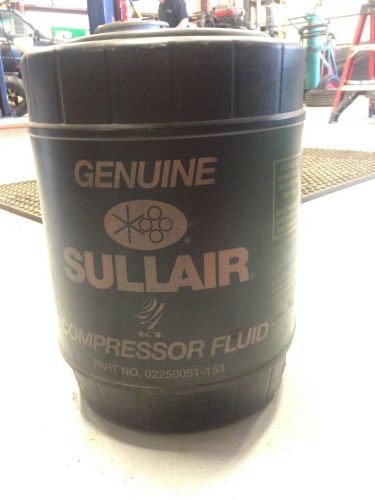 GENUINE
SULLAIR®
24
KT.
COMPRESSOR FLUID
PART NO. 02250051-153